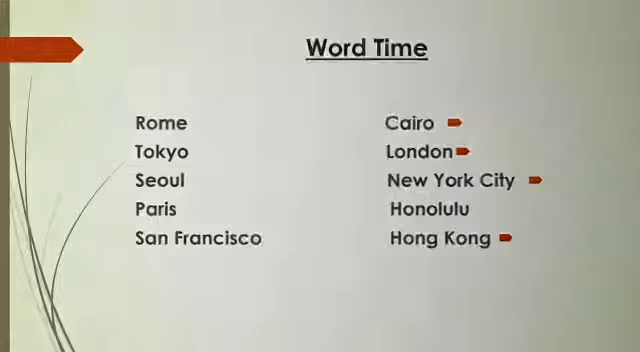 Word Time
Rome
Tokyo
Seoul
Paris
San Francisco
Cairo
London
New York City
Honolulu
Hong Kong